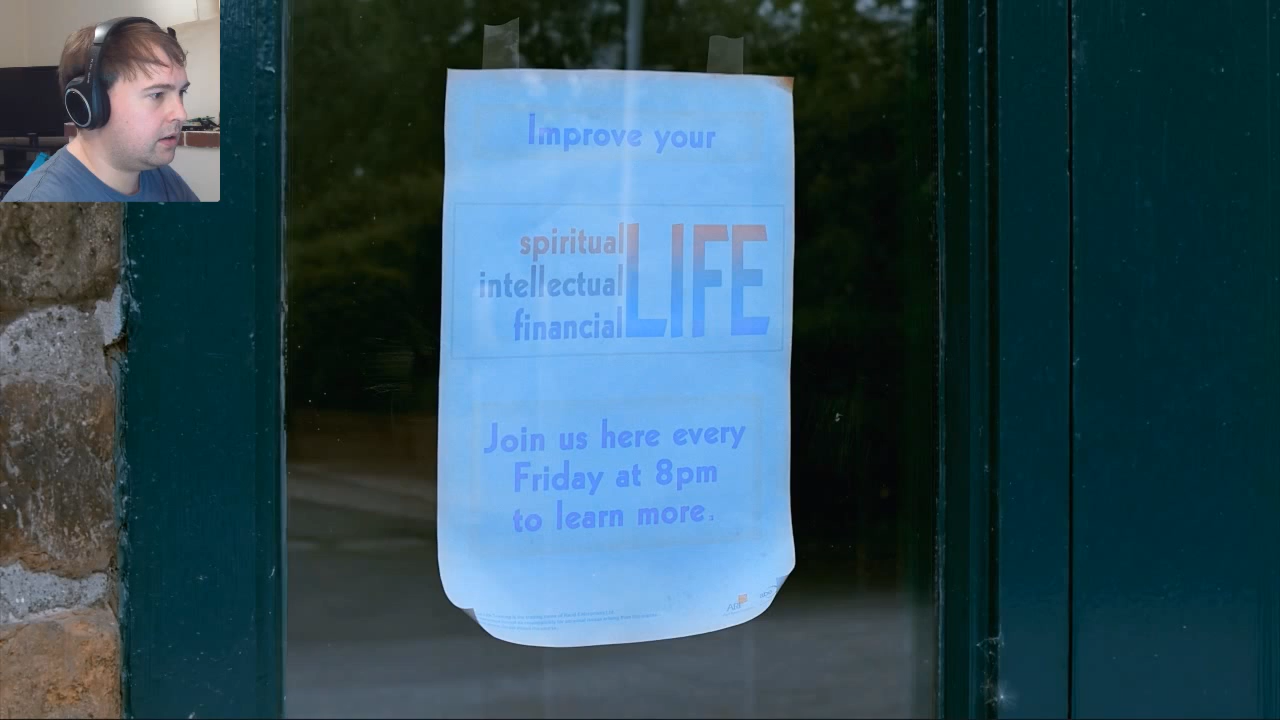 Improve your
spiritual
intellectual
financial
LIFE
Join us here every
Friday at 8pm
to learn more.